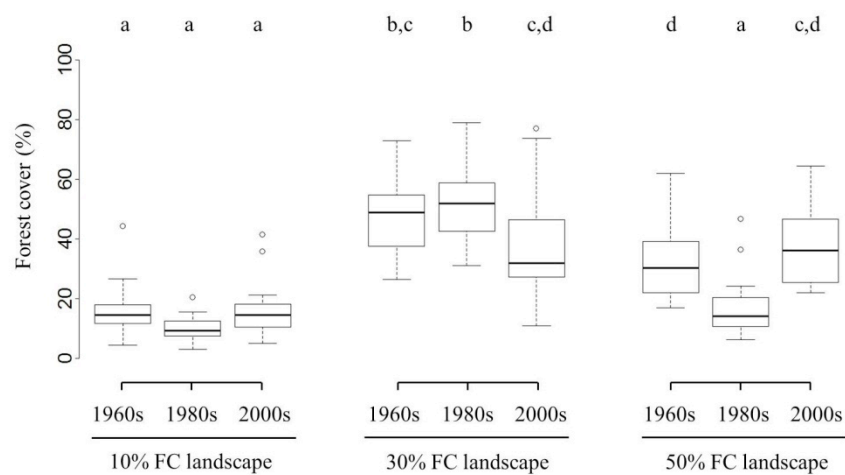 a a a b,c b c,d d a c,d
100
80
60
40
20
0
Forest cover (%)
1960s 1980s 2000s 1960s 1980s 2000s 1960s 1980s 2000s
10% FC landscape 30% FC landscape 50% FC landscape